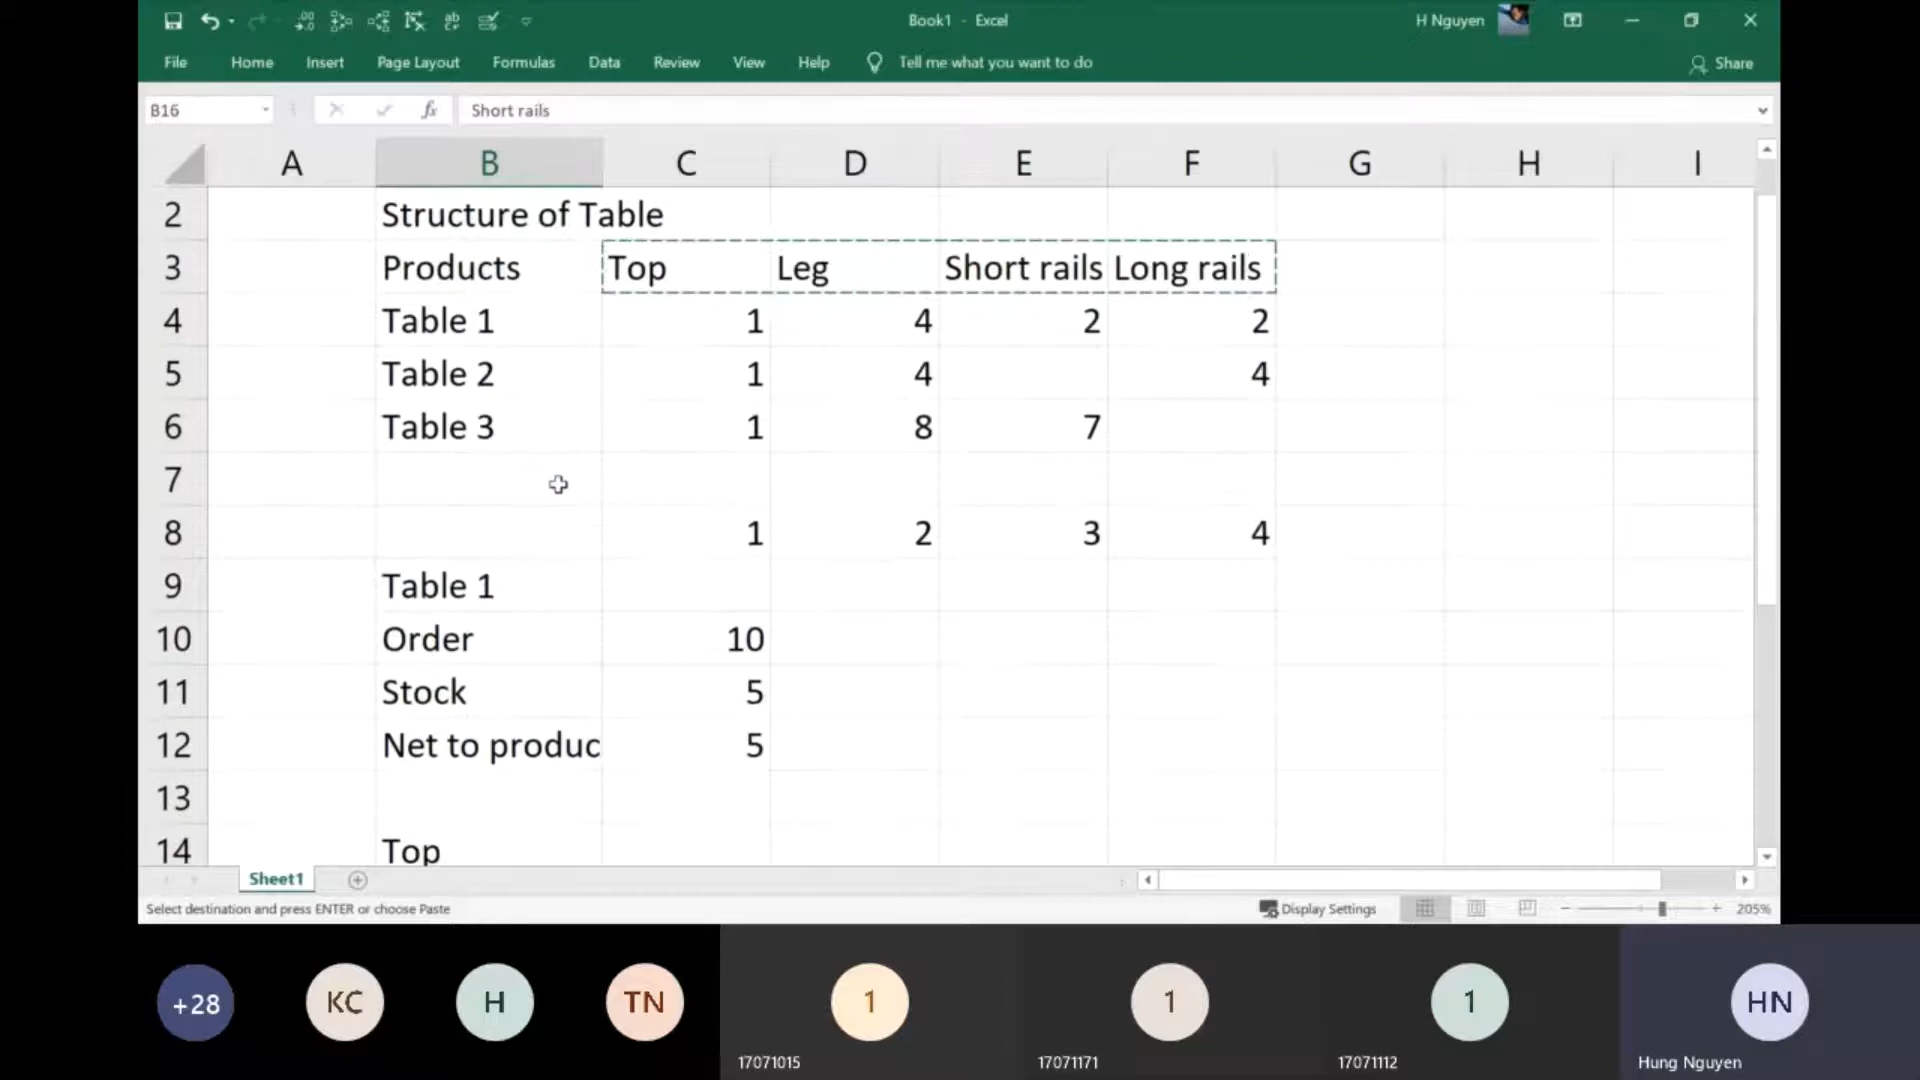 Book1 - Excel
H Nguyen
File Home Insert Page Layout Formulas Data Review View Help Tell me what you want to do Share
B16 fx Short rails
A B C D E F G H I
2 Structure of Table
3 Products Top Leg Short rails Long rails
4 Table 1 1 4 2 2
5 Table 2 1 4 4
6 Table 3 1 8 7
7
8 1 2 3 4
9 Table 1
10 Order 10
11 Stock 5
12 Net to produc 5
13
14 Top
Sheet1
Select destination and press ENTER or choose Paste Display Settings 205%
+28 KC H TN 1 1 1 HN
17071015 17071171 17071112 Hung Nguyen